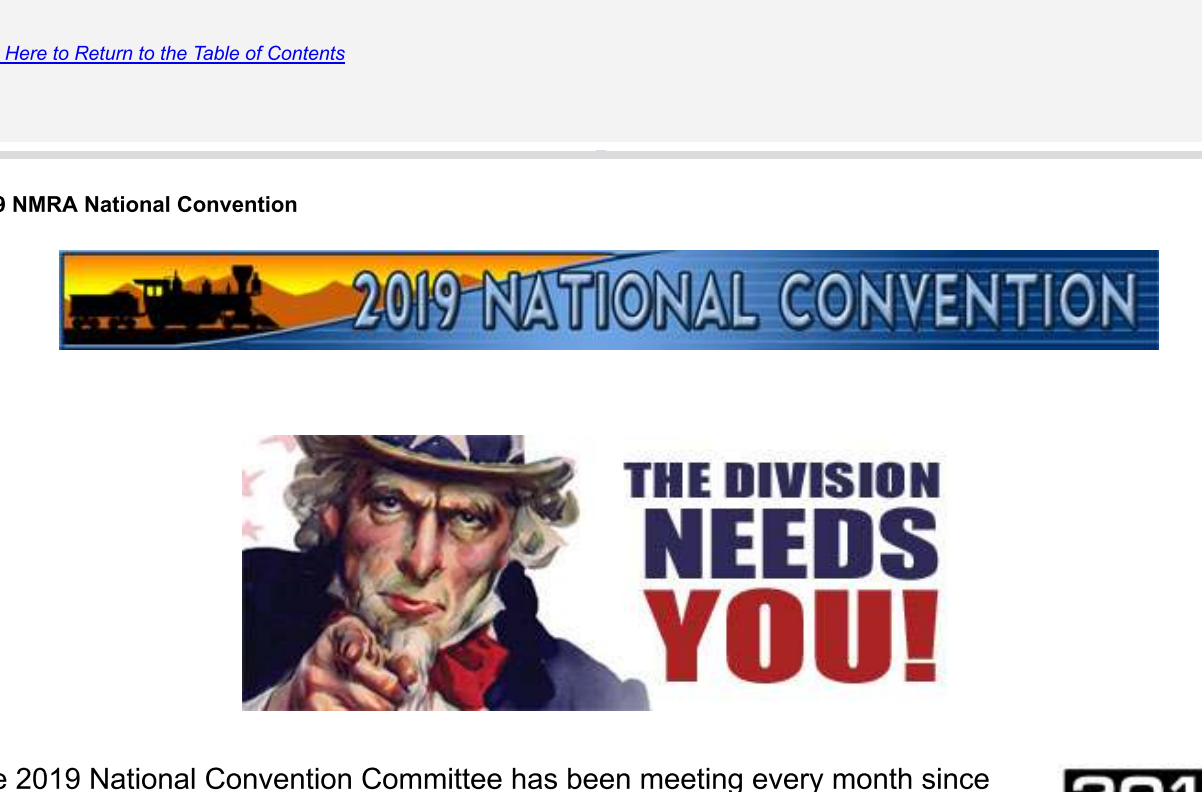 Here to Return to the Table of Contents
9 NMRA National Convention
2019 NATIONAL CONVENTION
THE DIVISION
NEEDS
YOU!
e 2019 National Convention Committee has been meeting every month since